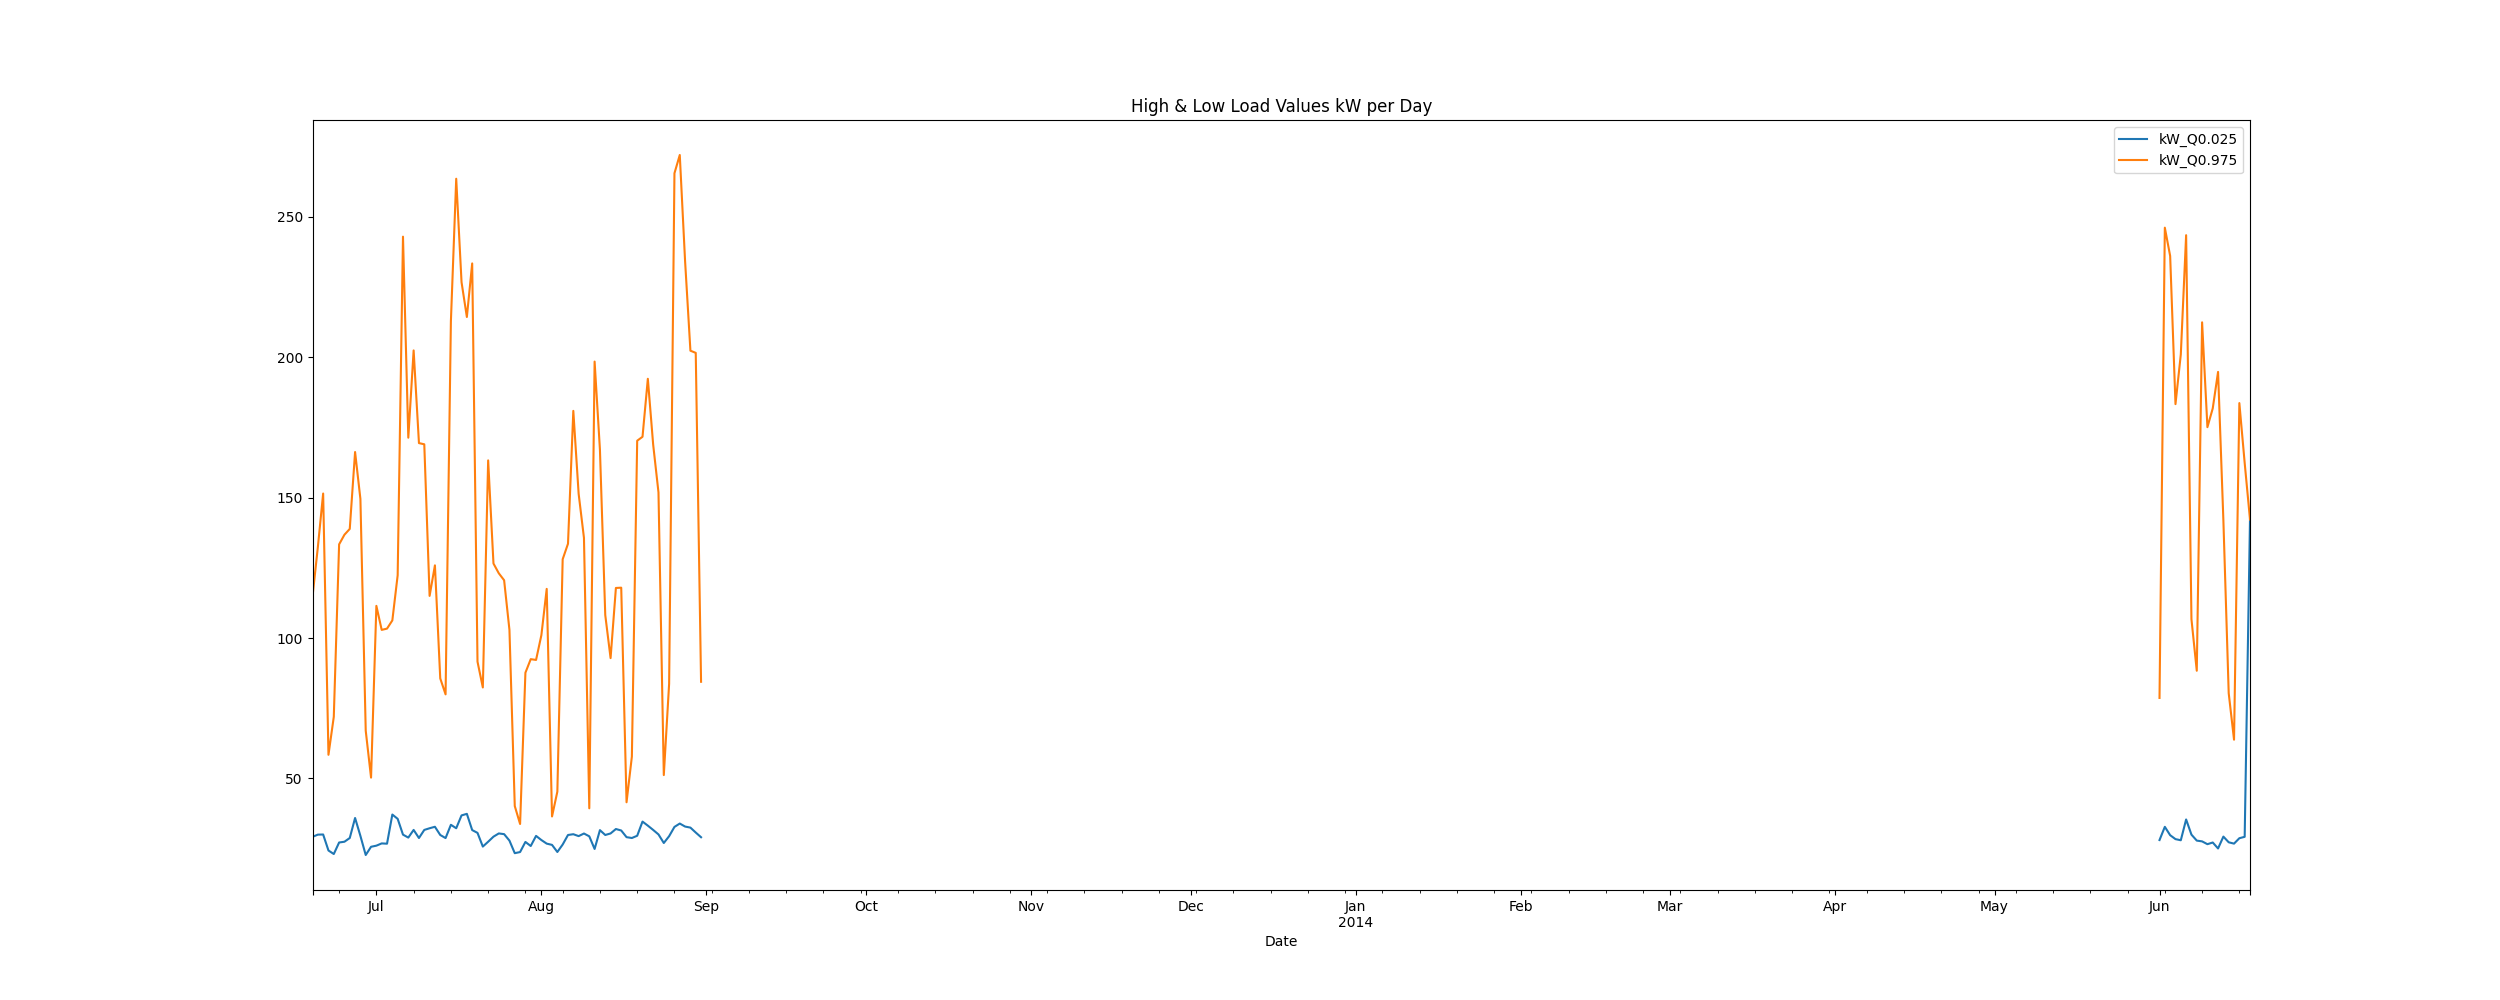 High & Low Load Values kW per Day
kW_Q0.025
kW_Q0.975
250
200
150
100
50
Jul Aug Sep Oct Nov Dec Jan Feb Mar Apr May Jun
2014
Date